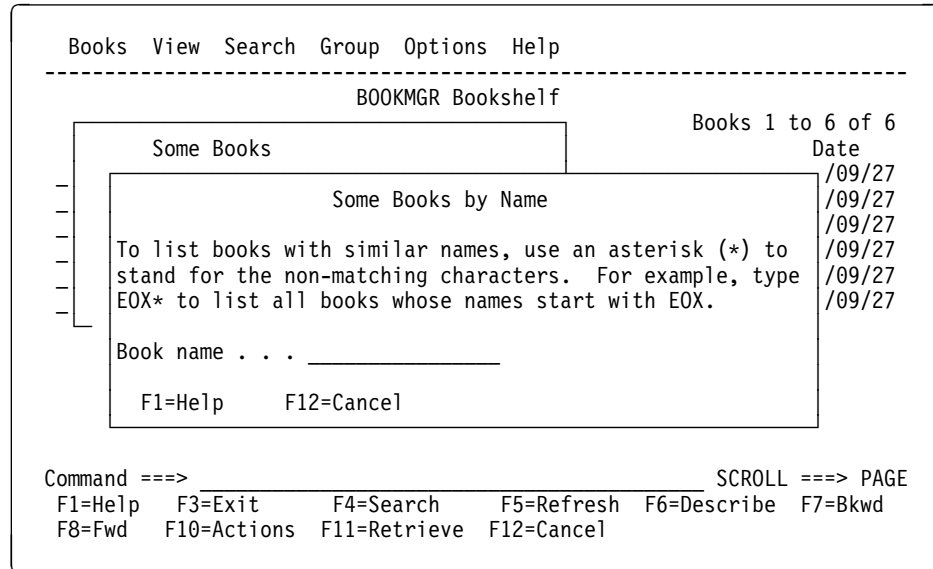 Books View Search Group Options Help
------------------------------------------------------------------------
BOOKMGR Bookshelf
Books 1 to 6 of 6
Some Books Date
_ /09/27
Some Books by Name
_ /09/27
_ /09/27
To list books with similar names, use an asterisk (*) to
_ /09/27
stand for the non-matching characters. For example, type
_ /09/27
EOX* to list all books whose names start with EOX.
_ /09/27
Book name . . . ________________
F1=Help F12=Cancel
Command ===> __________________________________________ SCROLL ===> PAGE
F1=Help F3=Exit F4=Search F5=Refresh F6=Describe F7=Bkwd
F8=Fwd F10=Actions F11=Retrieve F12=Cancel